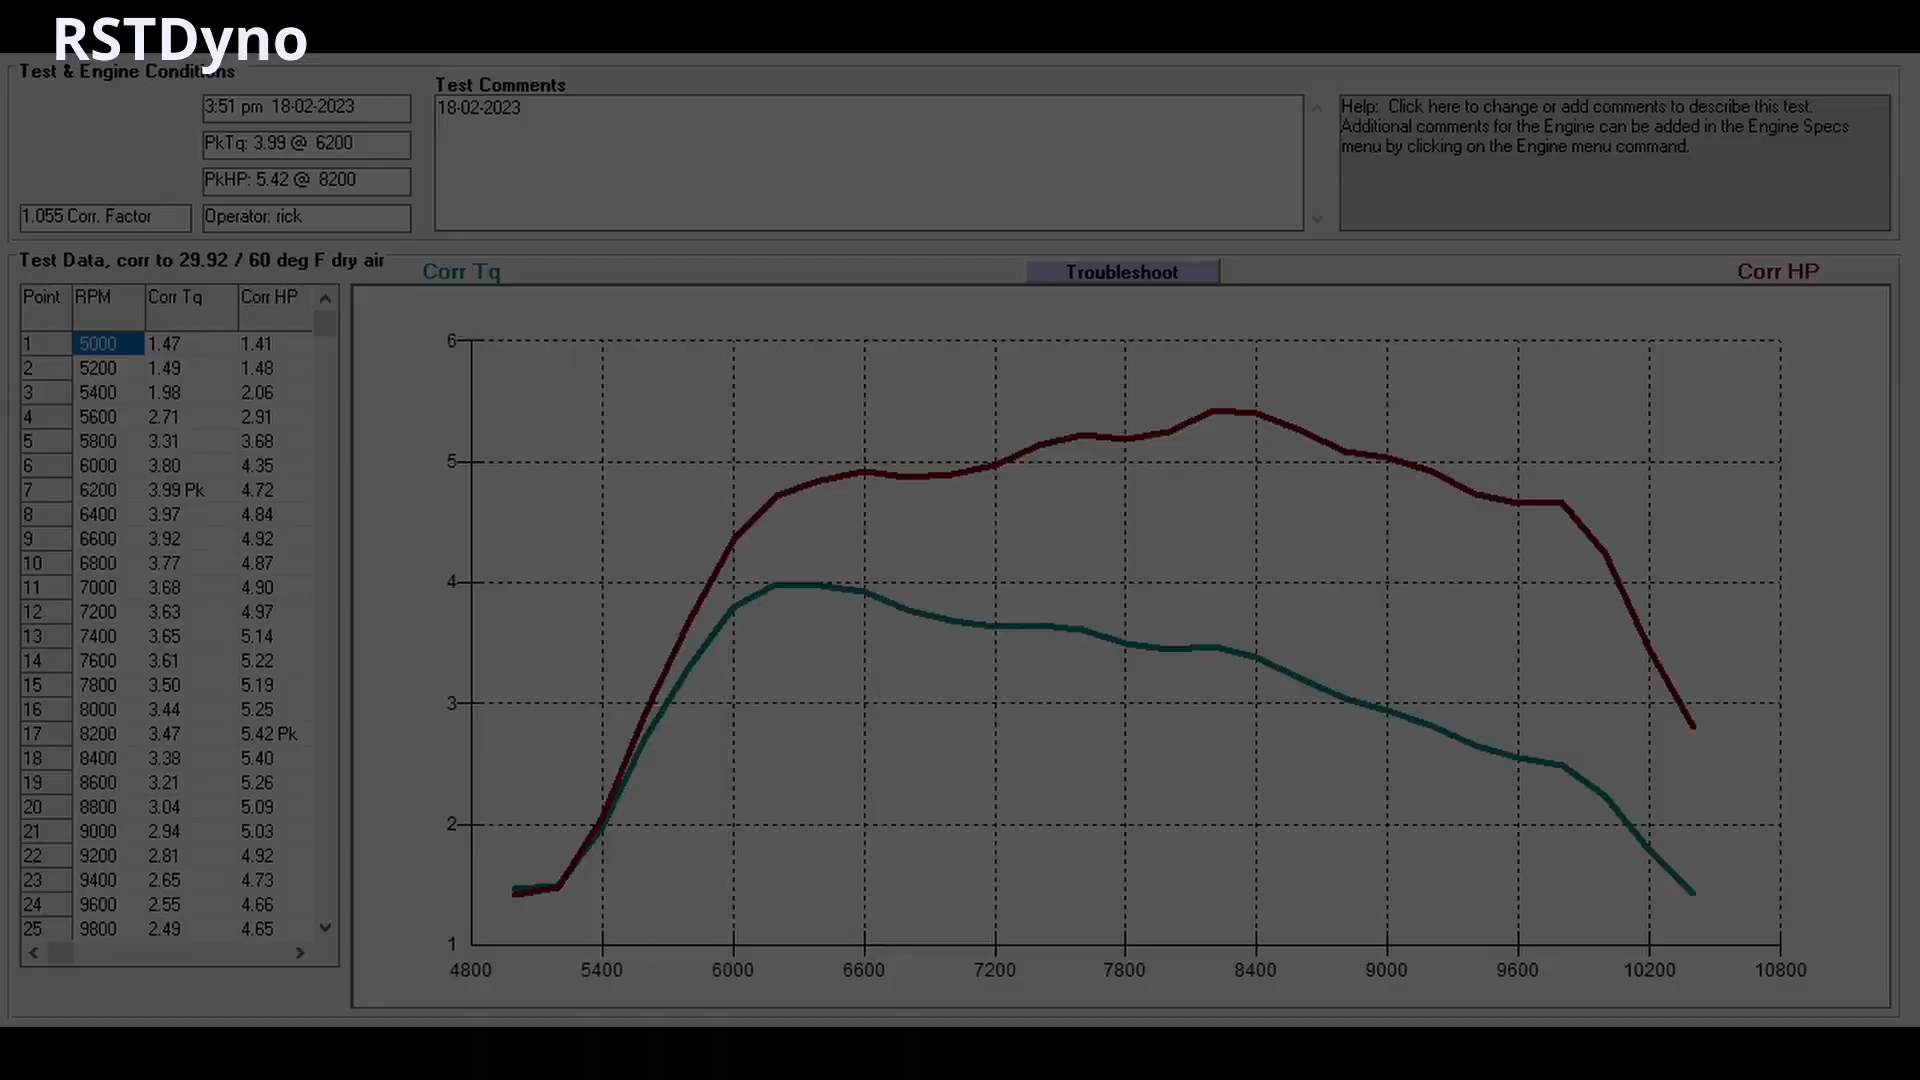 RSTDyno
Test & Engine Conditions
3:51 pm 18-02-2023
PkTq: 3.99 @ 6200
PkHP: 5.42 @ 8200
1.055 Corr. Factor
Operator: rick
Test Comments
18-02-2023
Help: Click here to change or add comments to describe this test.
Additional comments for the Engine can be added in the Engine Specs
menu by clicking on the Engine menu command.
Test Data, corr to 29.92 / 60 deg F dry air
Point RPM Corr Tq Corr HP
1 5000 1.47 1.41
2 5200 1.49 1.48
3 5400 1.98 2.06
4 5600 2.71 2.91
5 5800 3.31 3.68
6 6000 3.80 4.35
7 6200 3.99 Pk 4.72
8 6400 3.97 4.84
9 6600 3.92 4.92
10 6800 3.77 4.87
11 7000 3.68 4.90
12 7200 3.63 4.97
13 7400 3.65 5.14
14 7600 3.61 5.22
15 7800 3.50 5.19
16 8000 3.44 5.25
17 8200 3.47 5.42 Pk
18 8400 3.38 5.40
19 8600 3.21 5.26
20 8800 3.04 5.09
21 9000 2.94 5.03
22 9200 2.81 4.92
23 9400 2.65 4.73
24 9600 2.55 4.66
25 9800 2.49 4.65
Corr Tq
Troubleshoot
Corr HP
6
5
4
3
2
1
4800 5400 6000 6600 7200 7800 8400 9000 9600 10200 10800